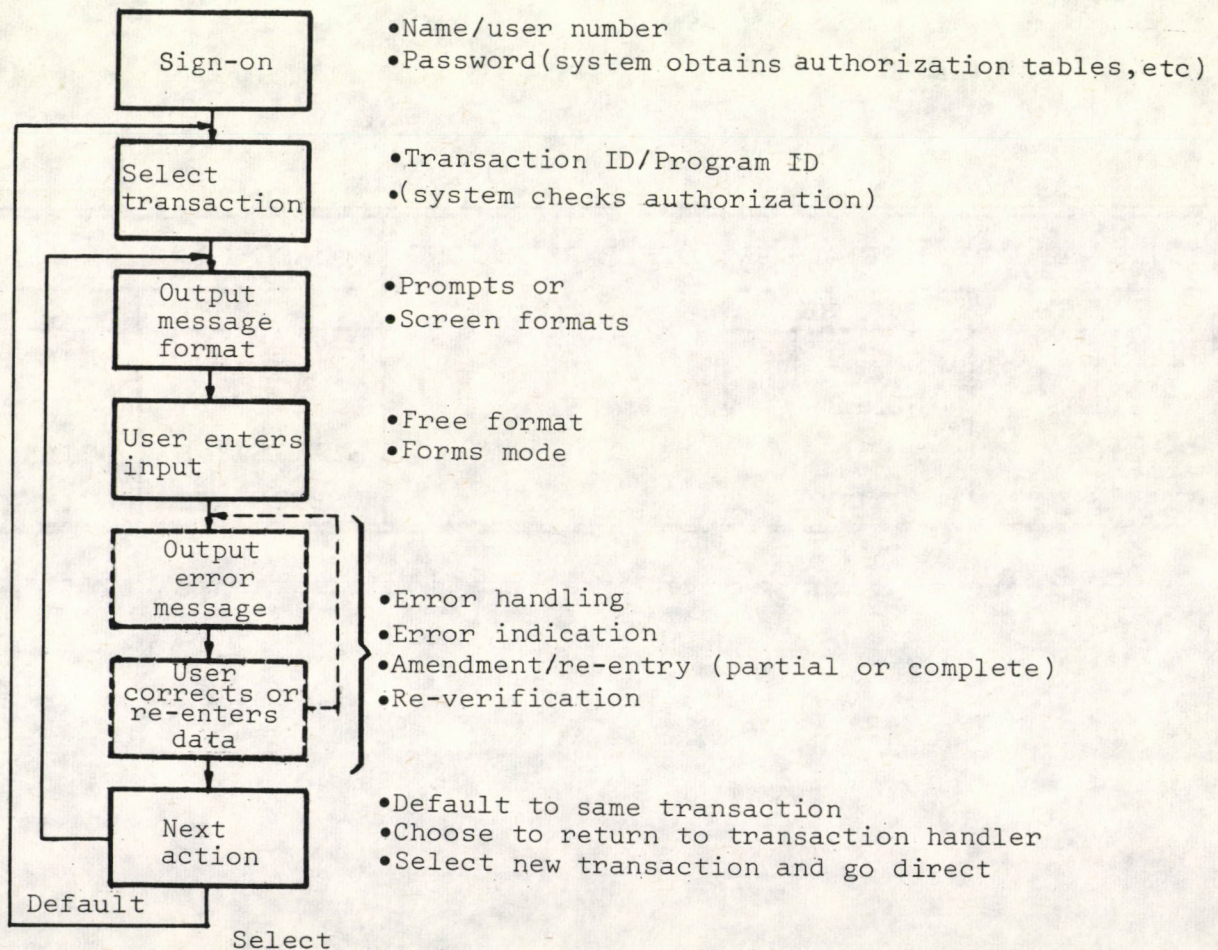 Sign-on
•Name/user number
•Password(system obtains authorization tables,etc)
Select
transaction
•Transaction ID/Program ID
•(system checks authorization)
Output
message
format
•Prompts or
•Screen formats
User enters
input
•Free format
•Forms mode
Output
error
message
User
corrects or
re-enters
data
•Error handling
•Error indication
•Amendment/re-entry (partial or complete)
•Re-verification
Next
action
•Default to same transaction
•Choose to return to transaction handler
•Select new transaction and go direct
Default
Select